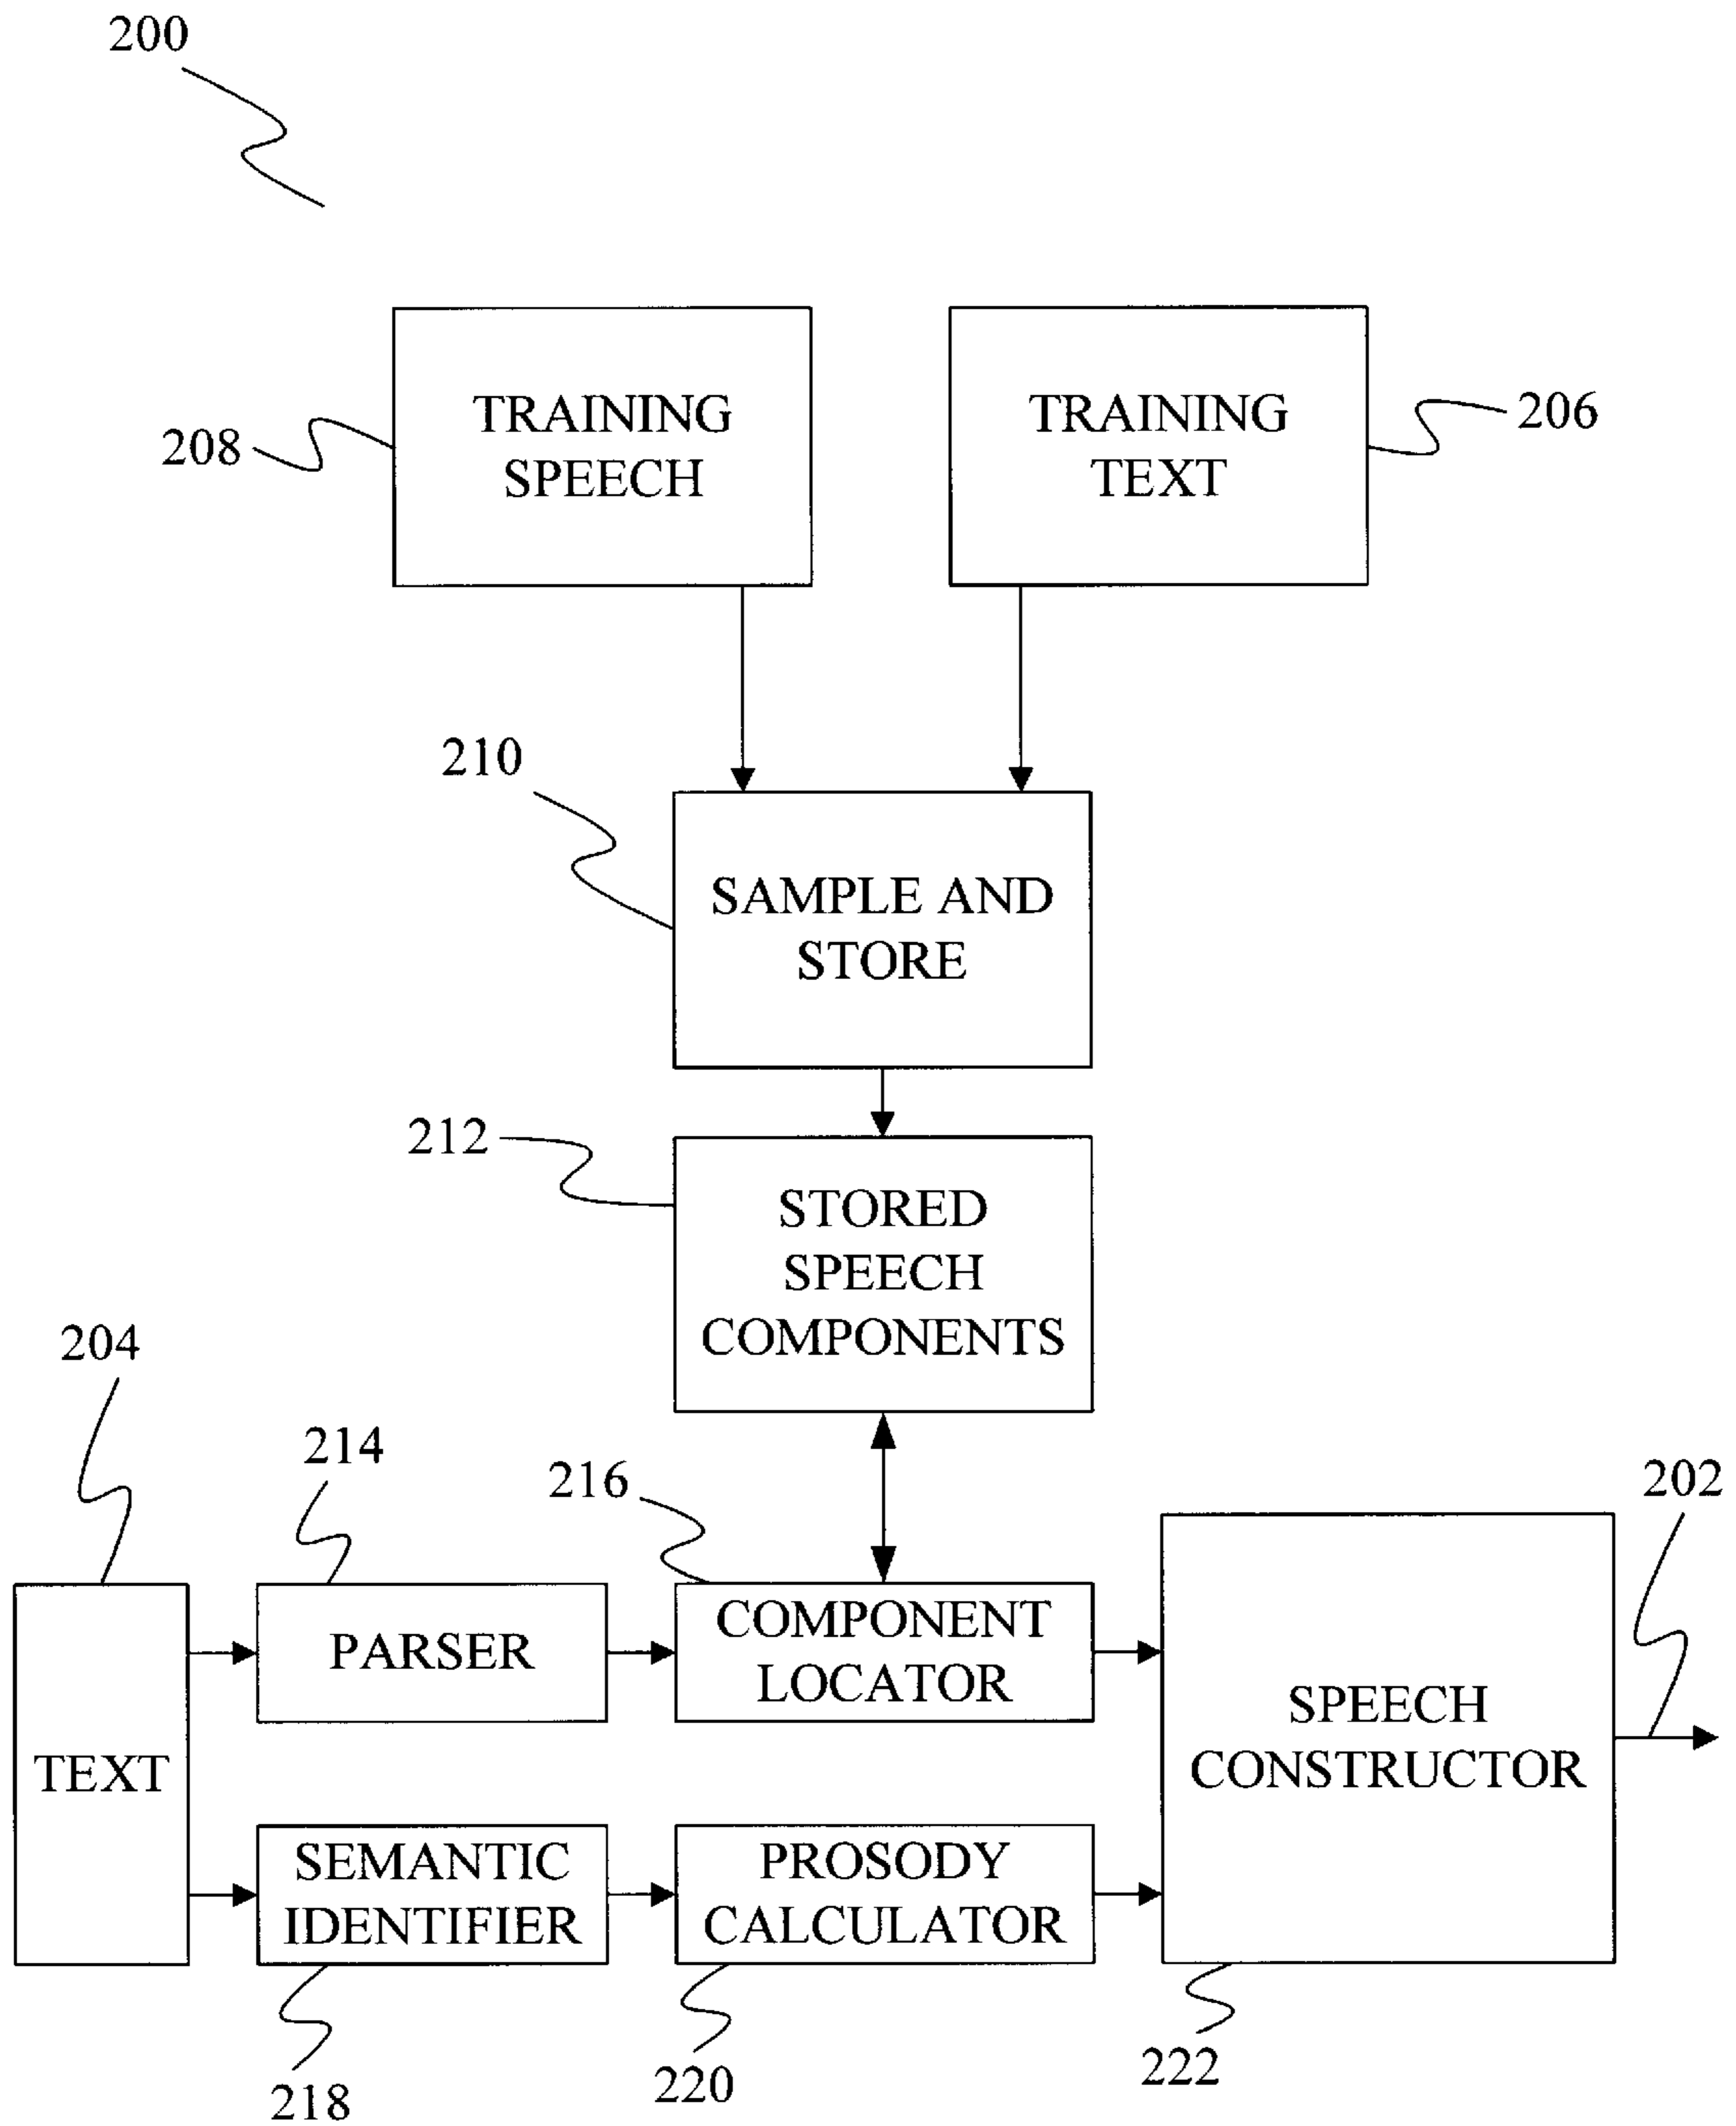 200
TRAINING
SPEECH
208
TRAINING
TEXT
206
210
SAMPLE AND
STORE
212
STORED
SPEECH
COMPONENTS
204
214
216
202
TEXT
PARSER
COMPONENT
LOCATOR
SPEECH
CONSTRUCTOR
SEMANTIC
IDENTIFIER
PROSODY
CALCULATOR
218
220
222